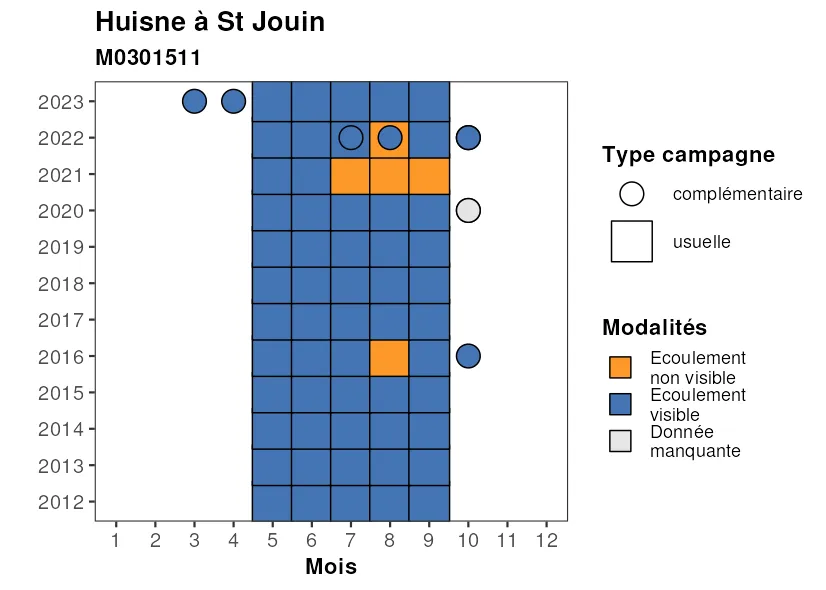 Huisne à St Jouin
M0301511
2023
2022
2021
2020
2019
2018
2017
2016
2015
2014
2013
2012
1 2 3 4 5 6 7 8 9 10 11 12
Mois
Type campagne
complémentaire
usuelle
Modalités
Ecoulement
non visible
Ecoulement
visible
Donnée
manquante